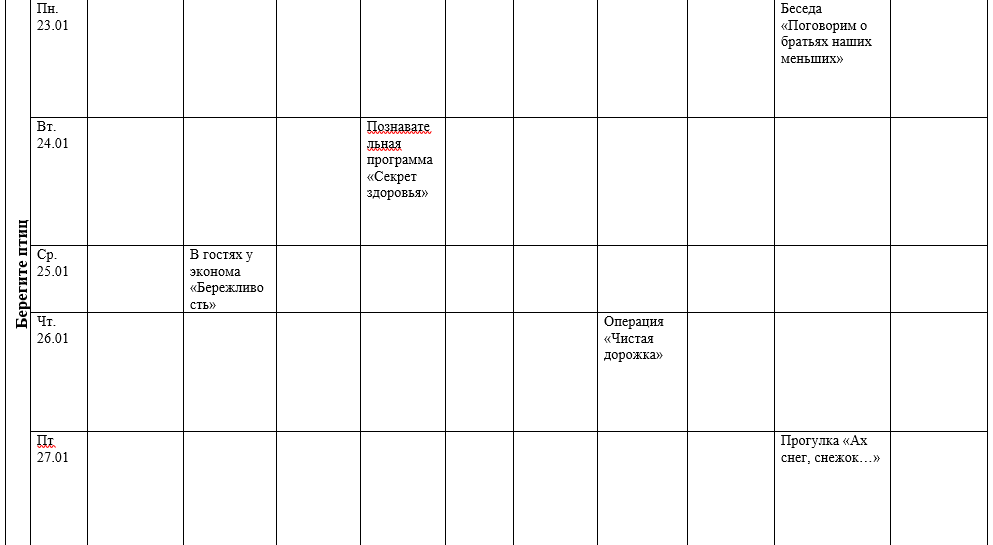 Берегите птиц
Пн.
23.01
Беседа
«Поговорим о
братьях наших
меньших»
Вт.
24.01
Познавате
льная
программа
«Секрет
здоровья»
Ср.
25.01
В гостях у
эконома
«Бережливо
сть»
Чт.
26.01
Операция
«Чистая
дорожка»
Пт
27.01
Прогулка «Ах
снег, снежок…»